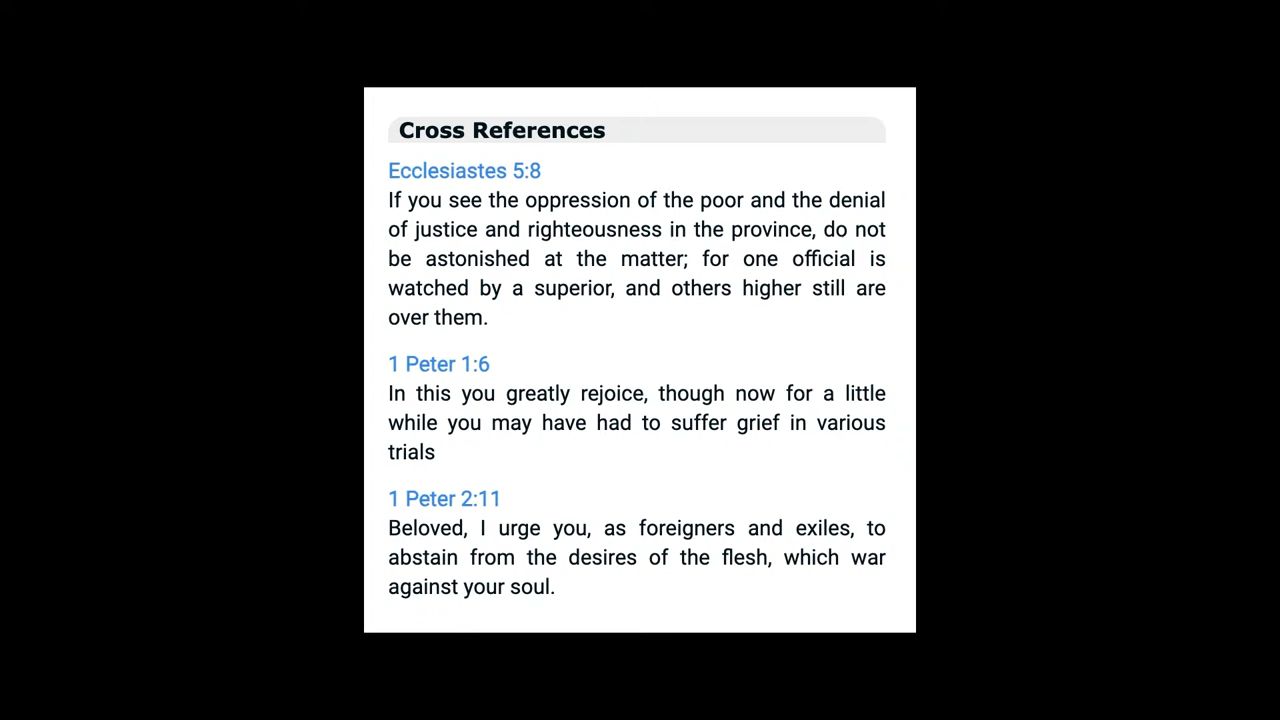 Cross References
Ecclesiastes 5:8
If you see the oppression of the poor and the denial
of justice and righteousness in the province, do not
be astonished at the matter; for one official is
watched by a superior, and others higher still are
over them.
1 Peter 1:6
In this you greatly rejoice, though now for a little
while you may have had to suffer grief in various
trials
1 Peter 2:11
Beloved, I urge you, as foreigners and exiles, to
abstain from the desires of the flesh, which war
against your soul.